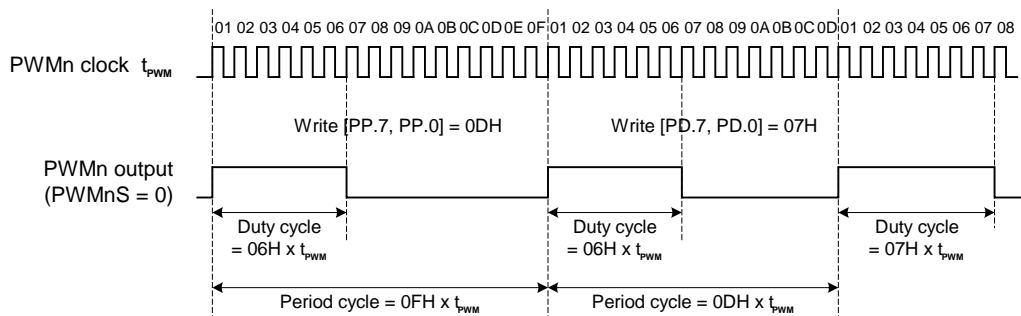 01 02 03 04 05 06 07 08 09 0A 0B 0C 0D 0E 0F 01 02 03 04 05 06 07 08 09 0A 0B 0C 0D 01 02 03 04 05 06 07 08
PWMn clock tPWM
Write [PP.7, PP.0] = 0DH Write [PD.7, PD.0] = 07H
PWMn output
(PWMnS = 0)
Duty cycle
= 06H x tPWM
Duty cycle
= 06H x tPWM
Duty cycle
= 07H x tPWM
Period cycle = 0FH x tPWM Period cycle = 0DH x tPWM